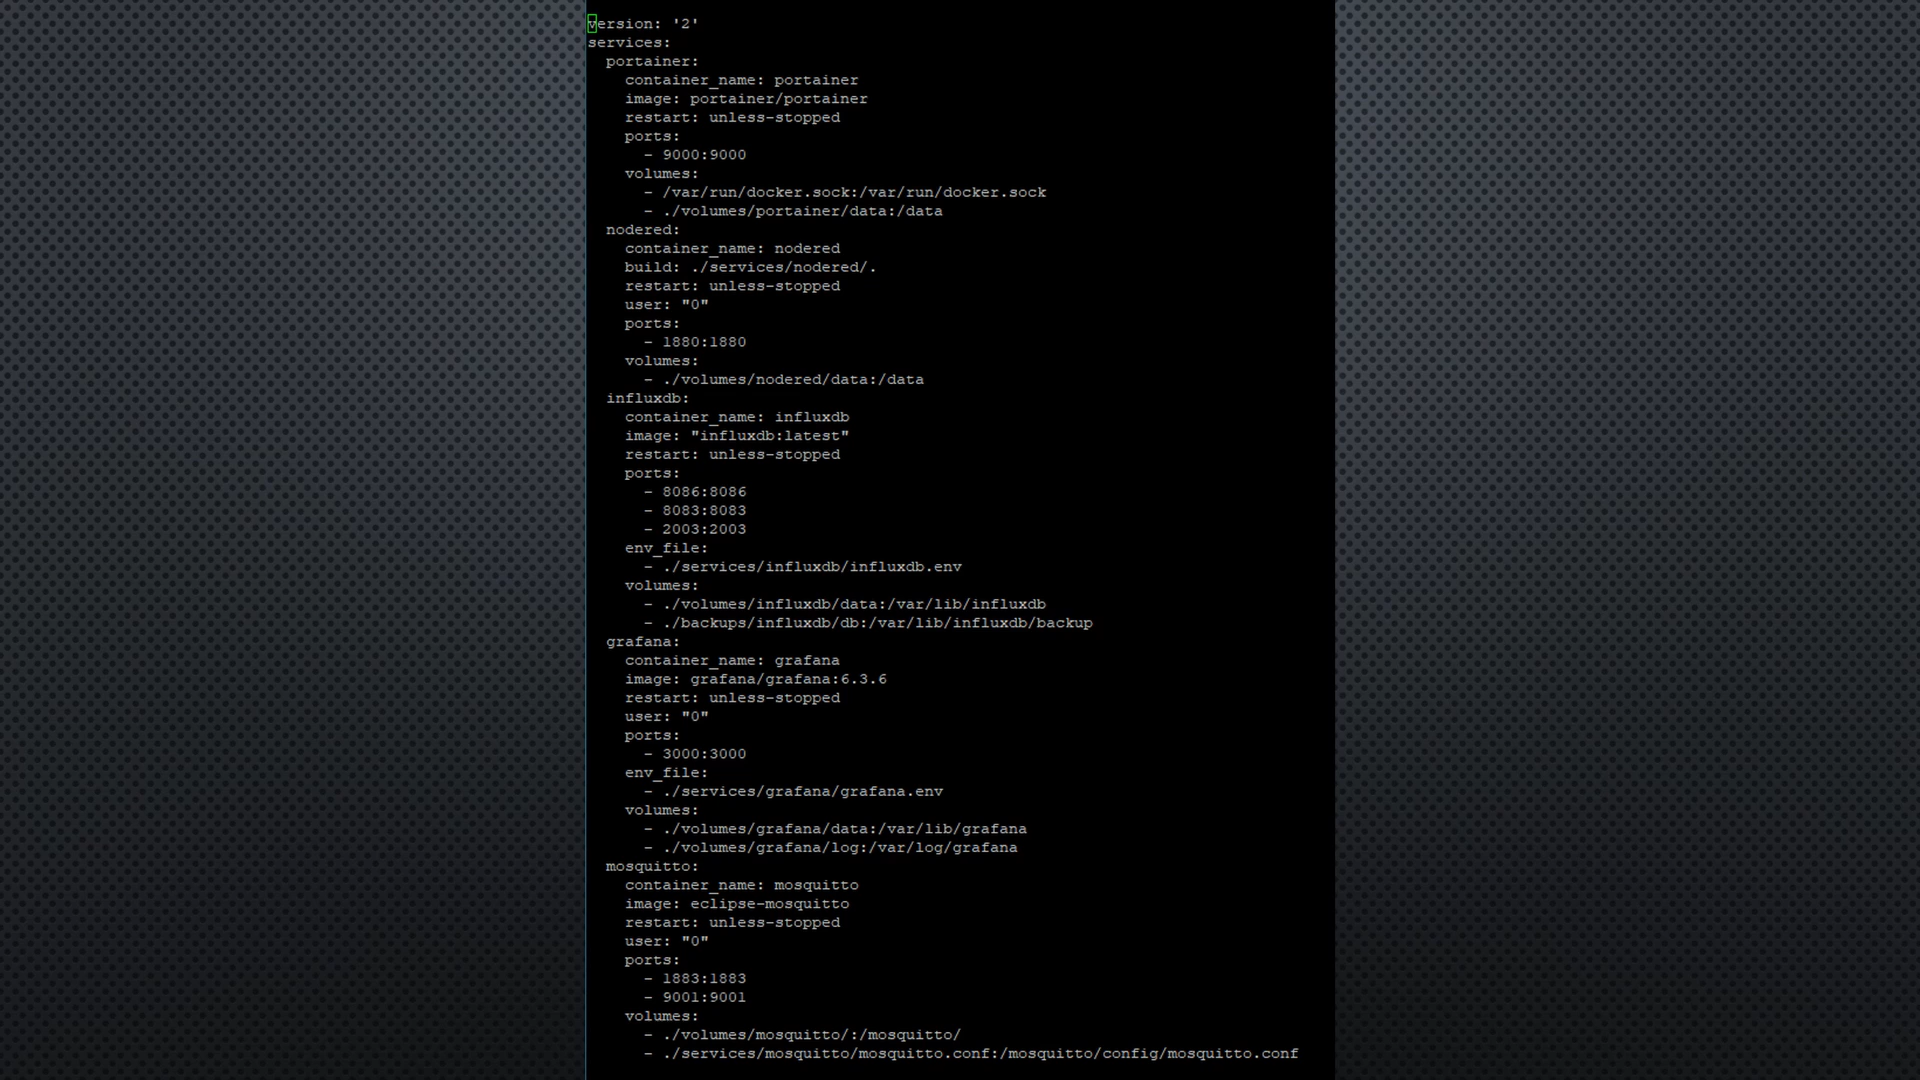 version: '2'
services:
  portainer:
    container_name: portainer
    image: portainer/portainer
    restart: unless-stopped
    ports:
      - 9000:9000
    volumes:
      - /var/run/docker.sock:/var/run/docker.sock
      - ./volumes/portainer/data:/data
  nodered:
    container_name: nodered
    build: ./services/nodered/.
    restart: unless-stopped
    user: "0"
    ports:
      - 1880:1880
    volumes:
      - ./volumes/nodered/data:/data
  influxdb:
    container_name: influxdb
    image: "influxdb:latest"
    restart: unless-stopped
    ports:
      - 8086:8086
      - 8083:8083
      - 2003:2003
    env_file:
      - ./services/influxdb/influxdb.env
    volumes:
      - ./volumes/influxdb/data:/var/lib/influxdb
      - ./backups/influxdb/db:/var/lib/influxdb/backup
  grafana:
    container_name: grafana
    image: grafana/grafana:6.3.6
    restart: unless-stopped
    user: "0"
    ports:
      - 3000:3000
    env_file:
      - ./services/grafana/grafana.env
    volumes:
      - ./volumes/grafana/data:/var/lib/grafana
      - ./volumes/grafana/log:/var/log/grafana
  mosquitto:
    container_name: mosquitto
    image: eclipse-mosquitto
    restart: unless-stopped
    user: "0"
    ports:
      - 1883:1883
      - 9001:9001
    volumes:
      - ./volumes/mosquitto/:/mosquitto/
      - ./services/mosquitto/mosquitto.conf:/mosquitto/config/mosquitto.conf